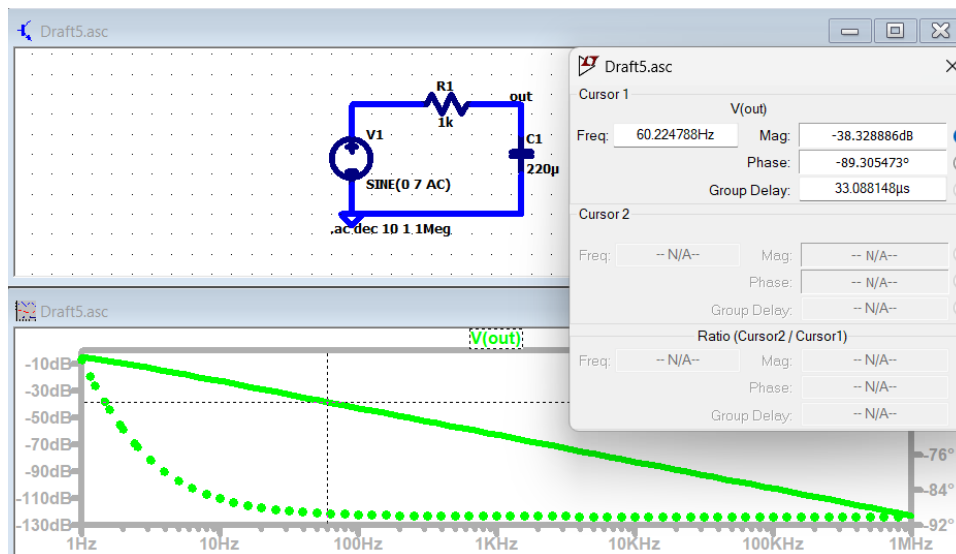 Draft5.asc
R1
out
1k
V1
C1
220µ
SINE(0 7 AC)
.ac dec 10 1 1Meg
Draft5.asc
Cursor 1
V(out)
Freq: 60.224788Hz Mag: -38.328886dB
Phase: -89.305473º
Group Delay: 33.088148µs
Cursor 2
Freq: -- N/A-- Mag: -- N/A--
Phase: -- N/A--
Group Delay: -- N/A--
Ratio (Cursor2 / Cursor1)
Freq: -- N/A-- Mag: -- N/A--
Phase: -- N/A--
Group Delay: -- N/A--
Draft5.asc
V(out)
-10dB
-30dB
-50dB
-70dB
-90dB
-110dB
-130dB
-76°
-84°
-92°
1Hz 10Hz 100Hz 1KHz 10KHz 100KHz 1MHz